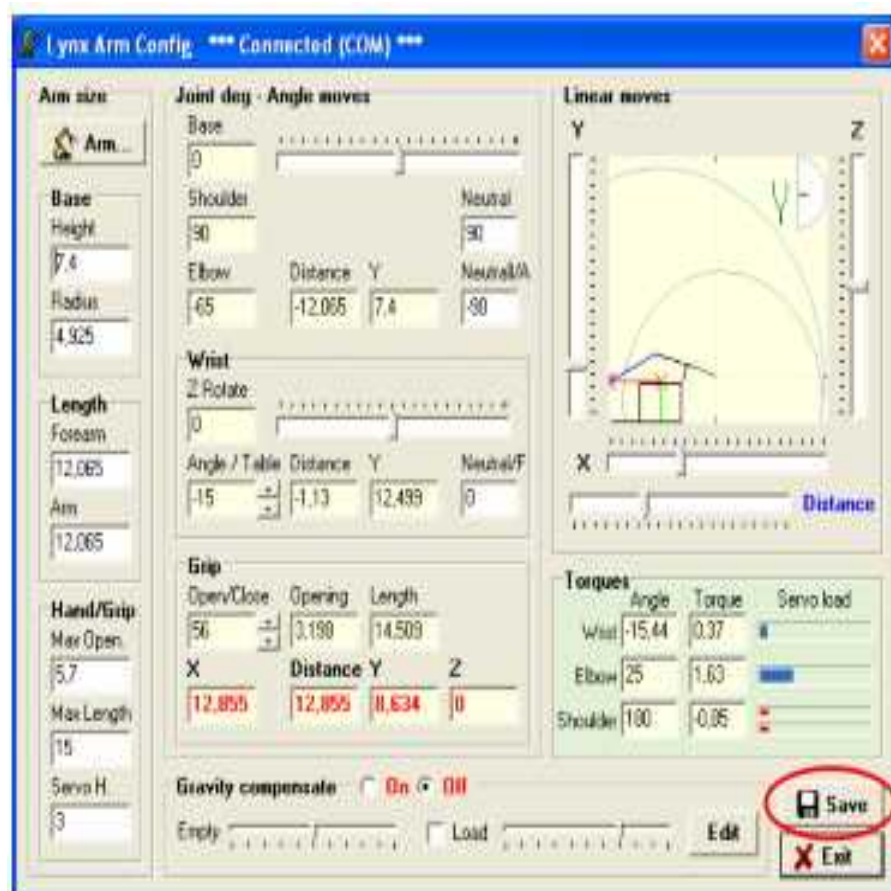 Lynx Arm Config *** Connected (COM) ***
Arm size
Arm...
Base
Height
7,4
Radius
4,925
Length
Forearm
12,065
Arm
12,065
Hand/Grip
Max Open.
5,7
Max Length
15
Servo H.
3
Joint deg - Angle moves
Base
0
Shoulder Neutral
90 90
Elbow Distance Y Neutral/A
-65 -12,065 7,4 -90
Wrist
Z Rotate
0
Angle / Table Distance Y Neutral/F
-15 -1,13 12,499 0
Grip
Open/Close Opening Length
56 3,198 14,509
X Distance Y Z
12,855 12,855 8,634 0
Linear moves
Y Z
X
Distance
Torques
Angle Torque Servo load
Wrist -15,44 0,37
Elbow 25 1,63
Shoulder 180 -0,85
Gravity compensate On Off
Empty Load Edit
Save
Exit